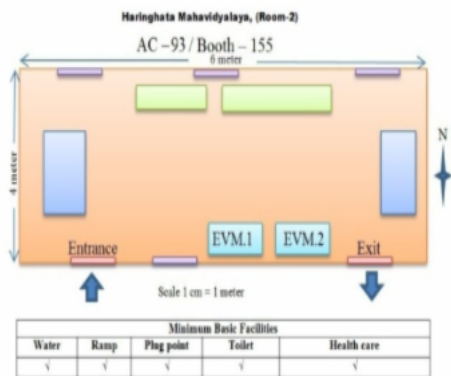 Haringhata Mahavidyalaya, (Room-2)
AC –93 / Booth – 155
6 meter
4 meter
N
EVM.1 EVM.2
Entrance Exit
Scale 1 cm = 1 meter
Minimum Basic Facilities
Water Ramp Plug point Toilet Health care
√ √ √ √ √